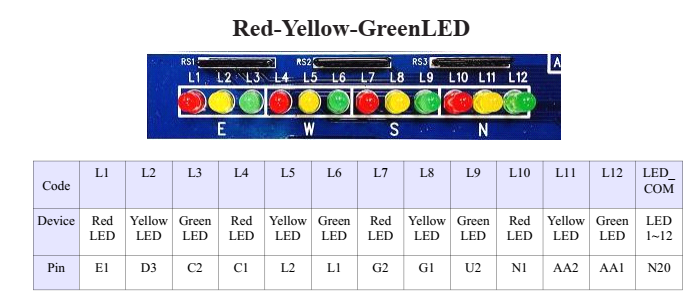 Red-Yellow-GreenLED
RS1 RS2 RS3 A
L1 L2 L3 L4 L5 L6 L7 L8 L9 L10 L11 L12
E W S N
Code L1 L2 L3 L4 L5 L6 L7 L8 L9 L10 L11 L12 LED_
COM
Device Red Yellow Green Red Yellow Green Red Yellow Green Red Yellow Green LED
LED LED LED LED LED LED LED LED LED LED LED LED 1~12
Pin E1 D3 C2 C1 L2 L1 G2 G1 U2 N1 AA2 AA1 N20